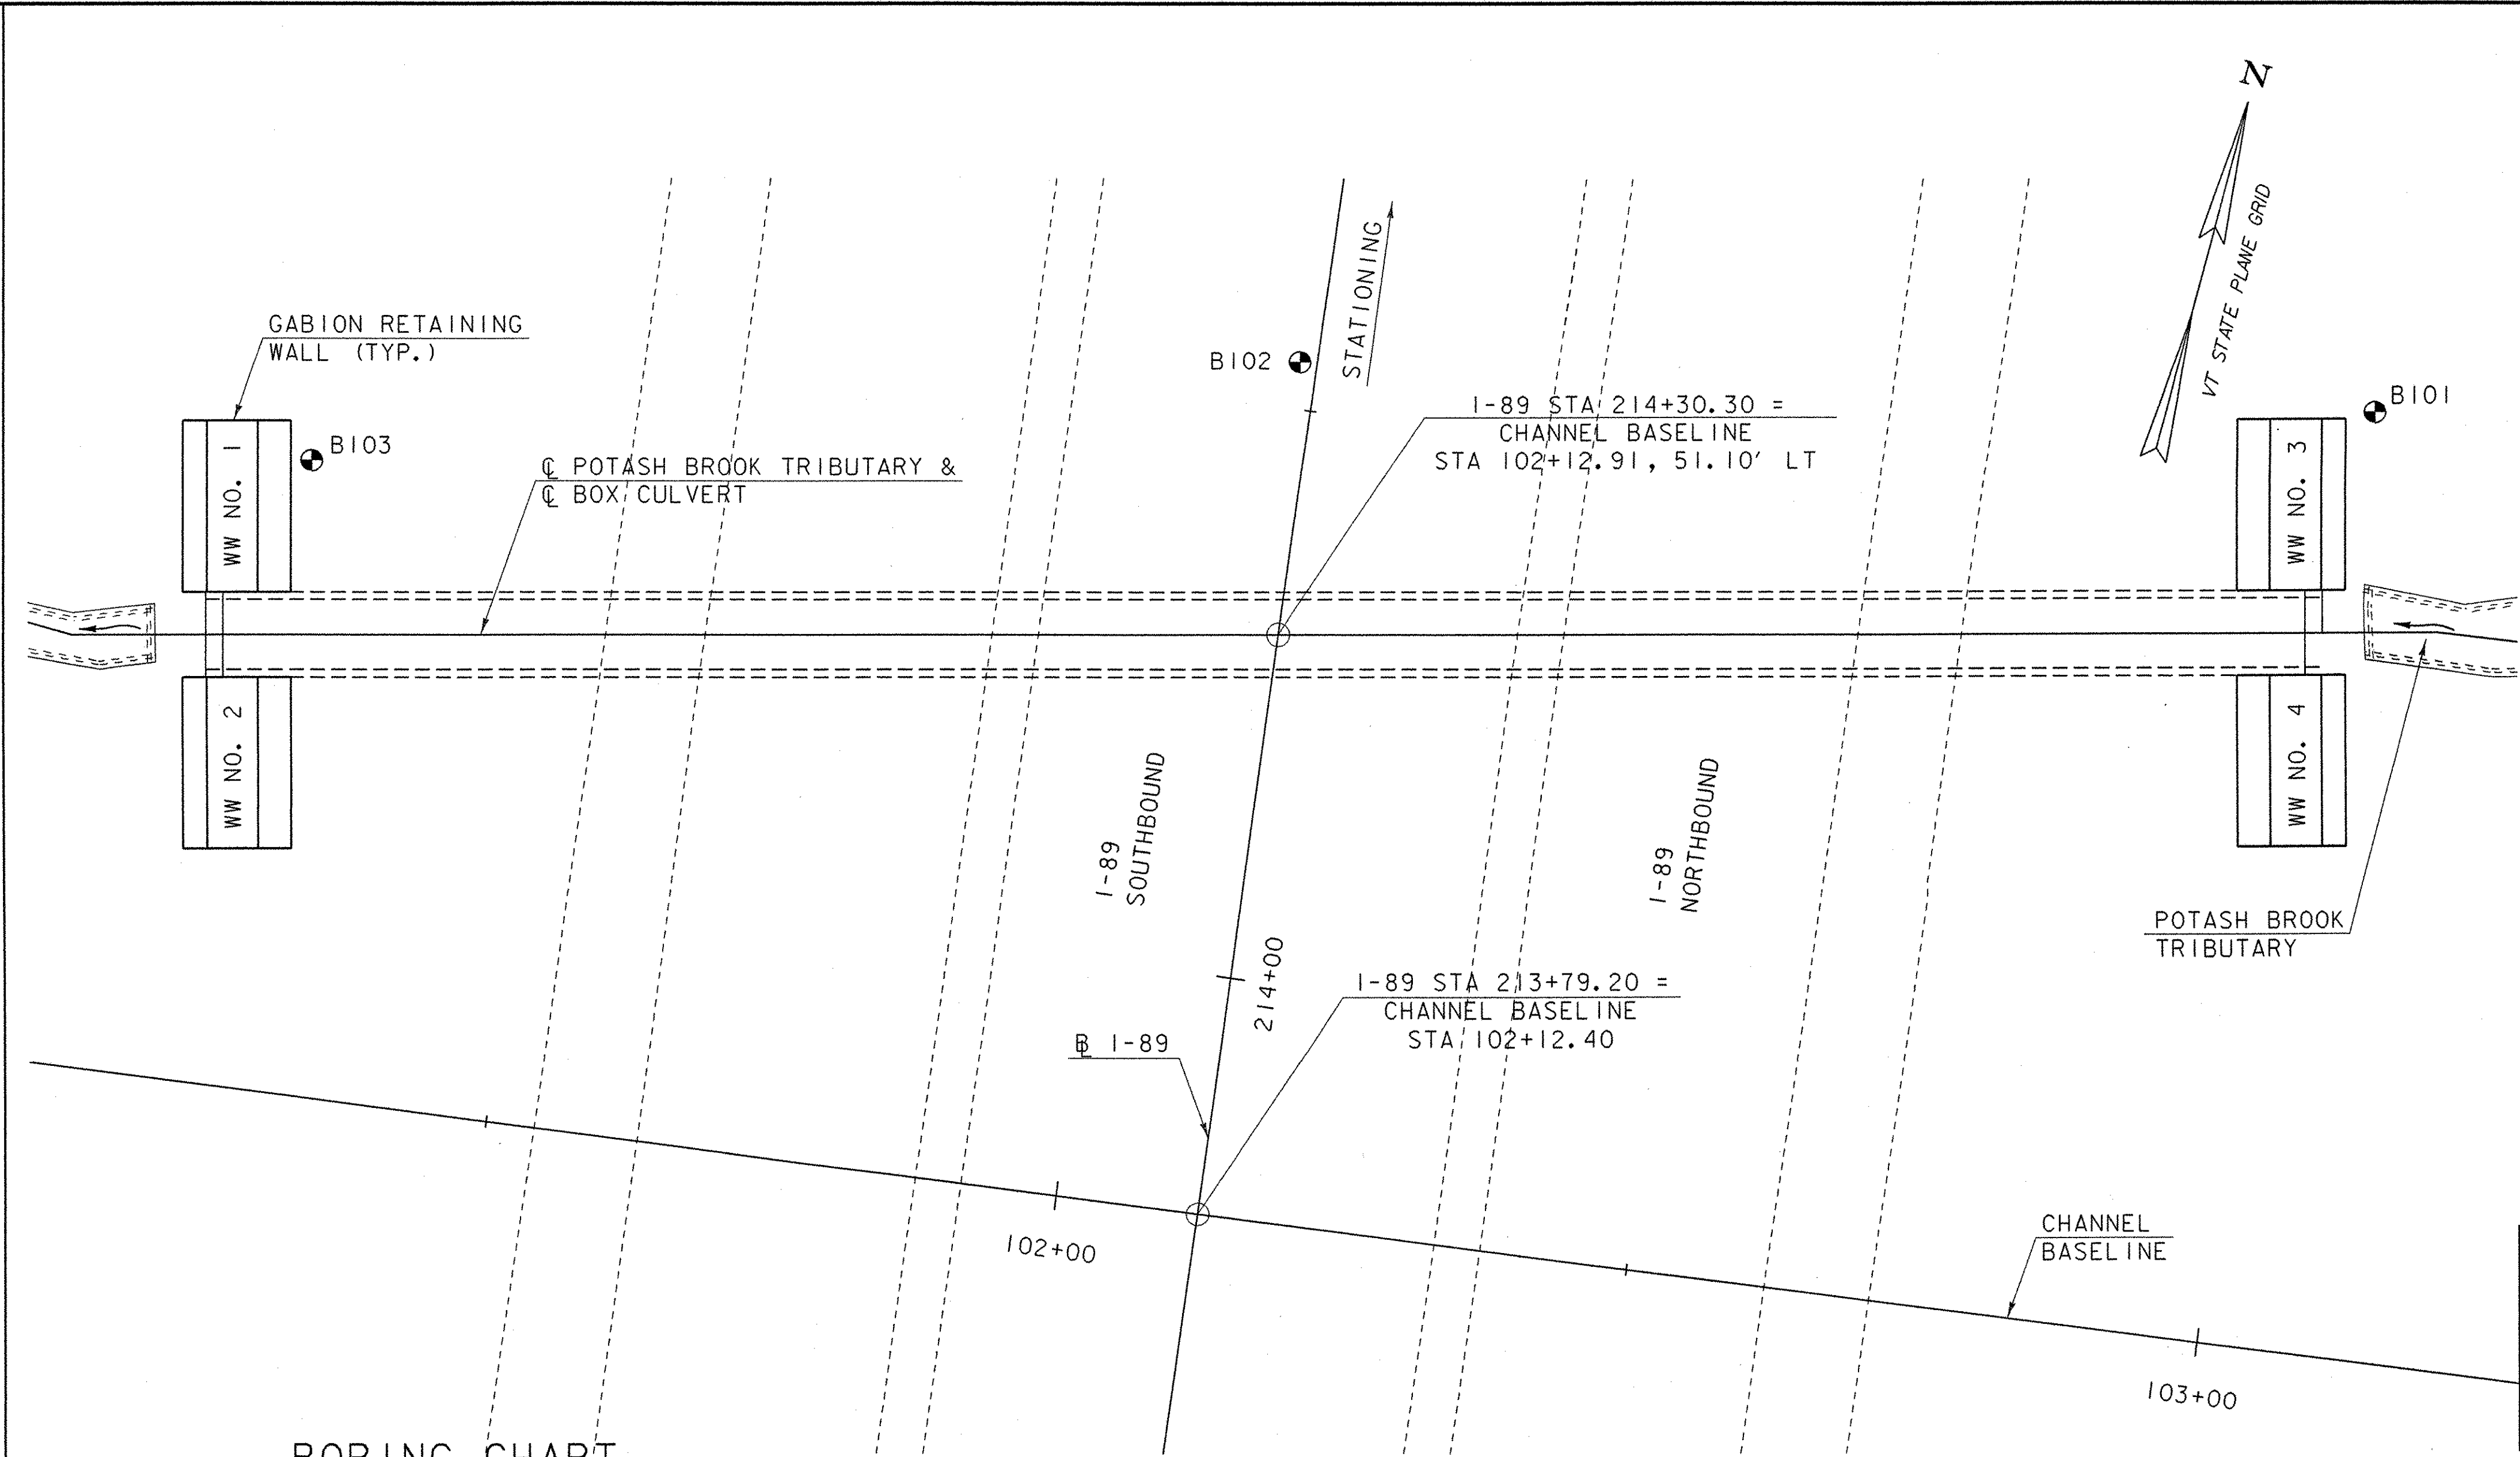 N
VT STATE PLANE GRID
STATIONING
GABION RETAINING
WALL (TYP.)
B102
B101
I-89 STA 214+30.30 =
CHANNEL BASELINE
STA 102+12.91, 51.10' LT
B103
WW NO. 1
WW NO. 3
℄ POTASH BROOK TRIBUTARY &
℄ BOX CULVERT
WW NO. 2
WW NO. 4
I-89
SOUTHBOUND
I-89
NORTHBOUND
POTASH BROOK
TRIBUTARY
214+00
I-89 STA 213+79.20 =
CHANNEL BASELINE
STA 102+12.40
BL I-89
102+00
CHANNEL
BASELINE
103+00
BORING CHART